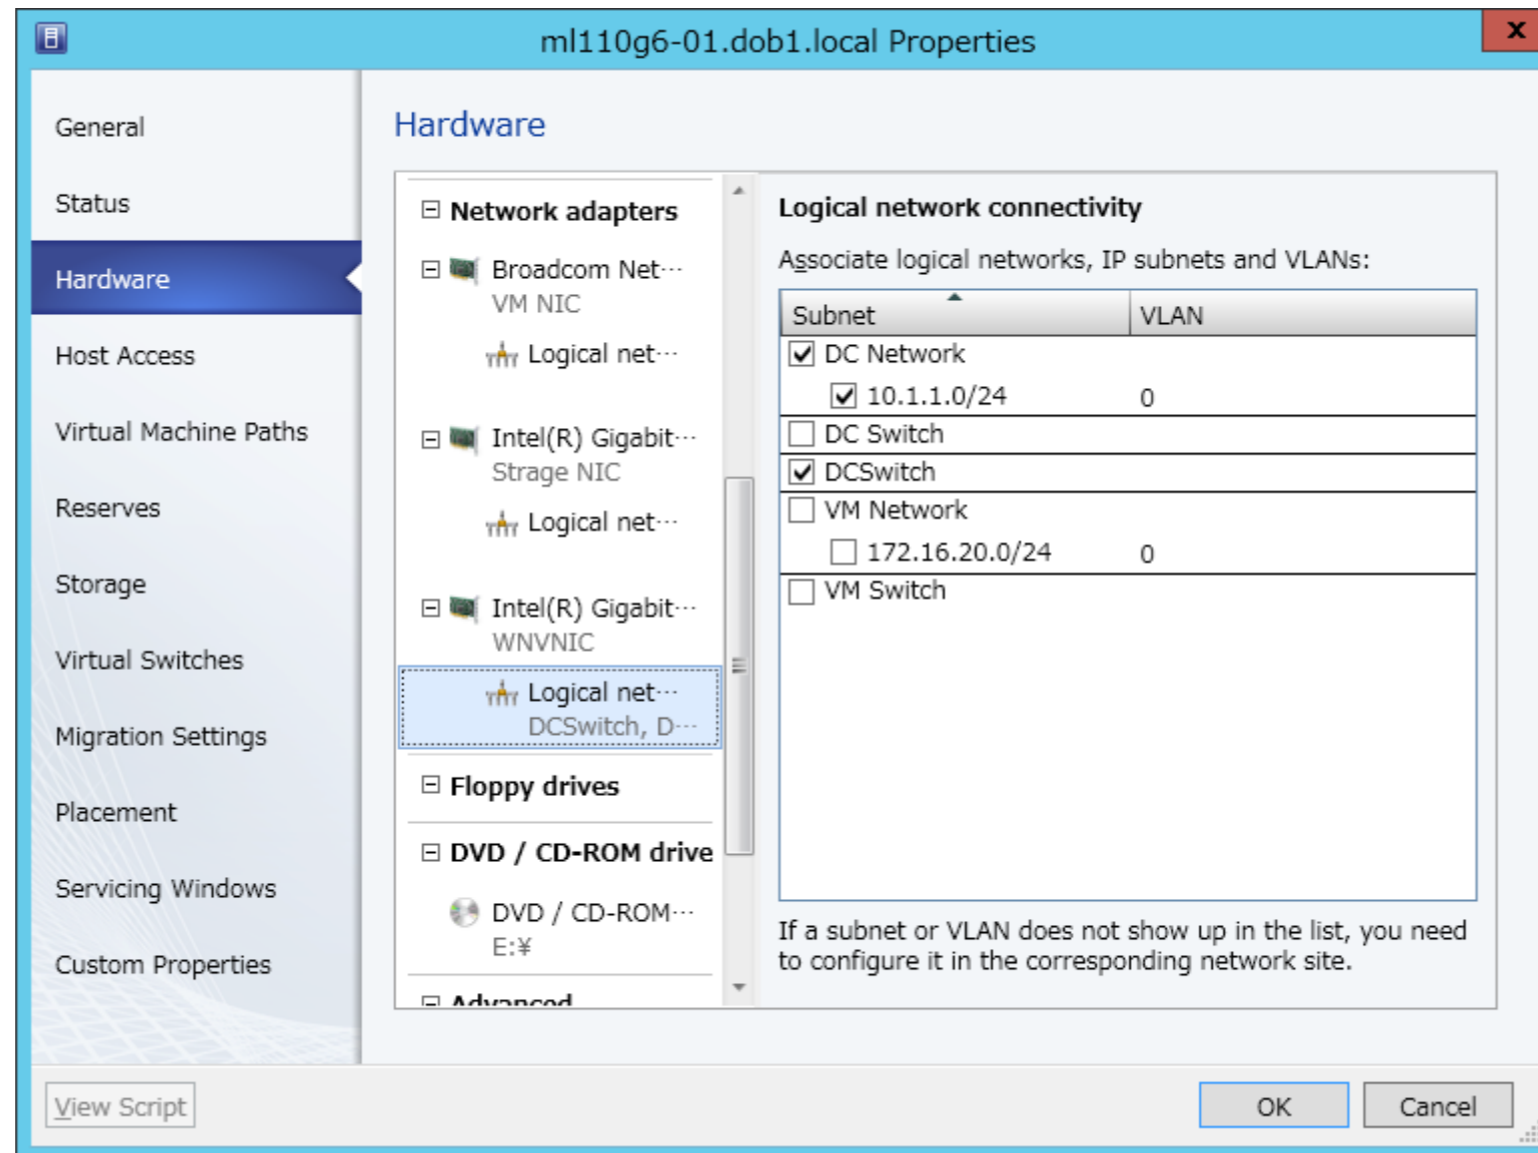 ml110g6-01.dob1.local Properties
x
General
Status
Hardware
Host Access
Virtual Machine Paths
Reserves
Storage
Virtual Switches
Migration Settings
Placement
Servicing Windows
Custom Properties
Hardware
Network adapters
Broadcom Net···
VM NIC
Logical net···
Intel(R) Gigabit···
Strage NIC
Logical net···
Intel(R) Gigabit···
WNVNIC
Logical net···
DCSwitch, D···
Floppy drives
DVD / CD-ROM drive
DVD / CD-ROM···
E:¥
Advanced
Logical network connectivity
Associate logical networks, IP subnets and VLANs:
Subnet VLAN
DC Network
10.1.1.0/24 0
DC Switch
DCSwitch
VM Network
172.16.20.0/24 0
VM Switch
If a subnet or VLAN does not show up in the list, you need
to configure it in the corresponding network site.
View Script
OK
Cancel